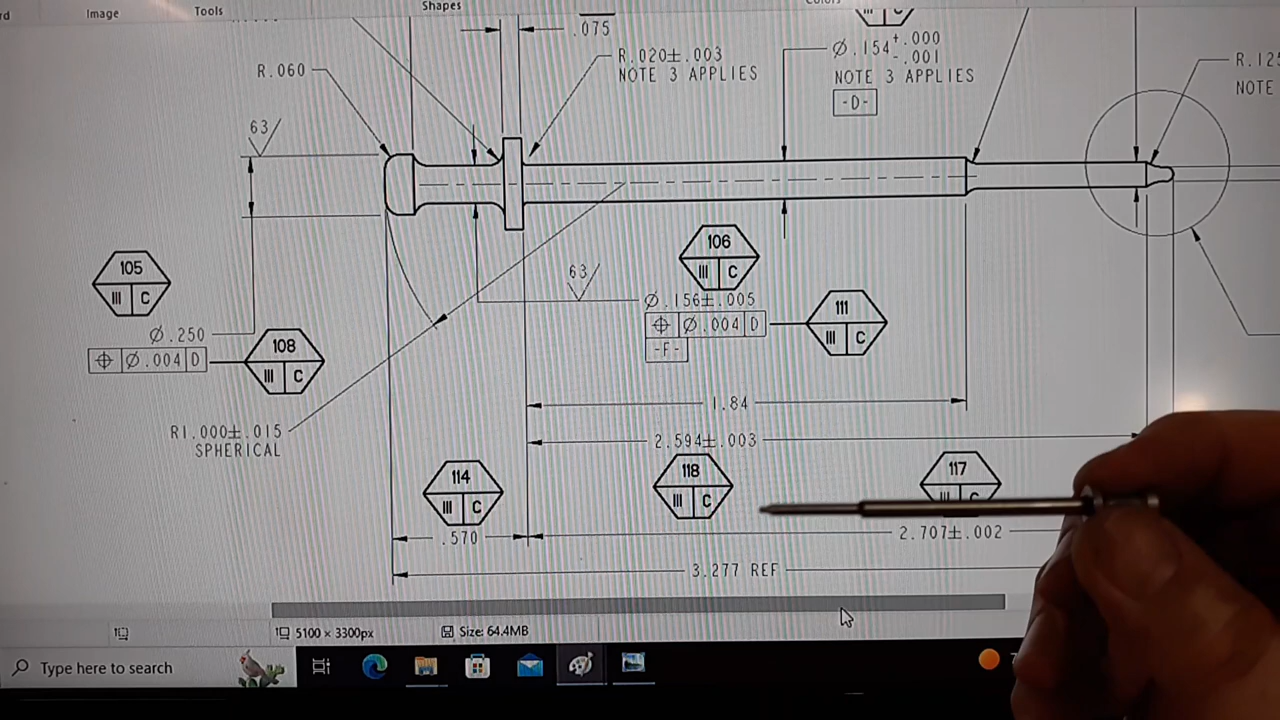 Image
Tools
Shapes
.075
R.060
R.020±.003
NOTE 3 APPLIES
Ø.154 +.000
-.001
NOTE 3 APPLIES
-D-
C
R.125
NOTE
63
105
III C
Ø.250
Ø.004 D
108
III C
R1.000±.015
SPHERICAL
63
106
III C
Ø.156±.005
Ø.004 D
-F-
111
III C
1.84
2.594±.003
114
III C
118
III C
117
III C
.570
2.707±.002
3.277 REF
5100 × 3300px
Size: 64.4MB
Type here to search